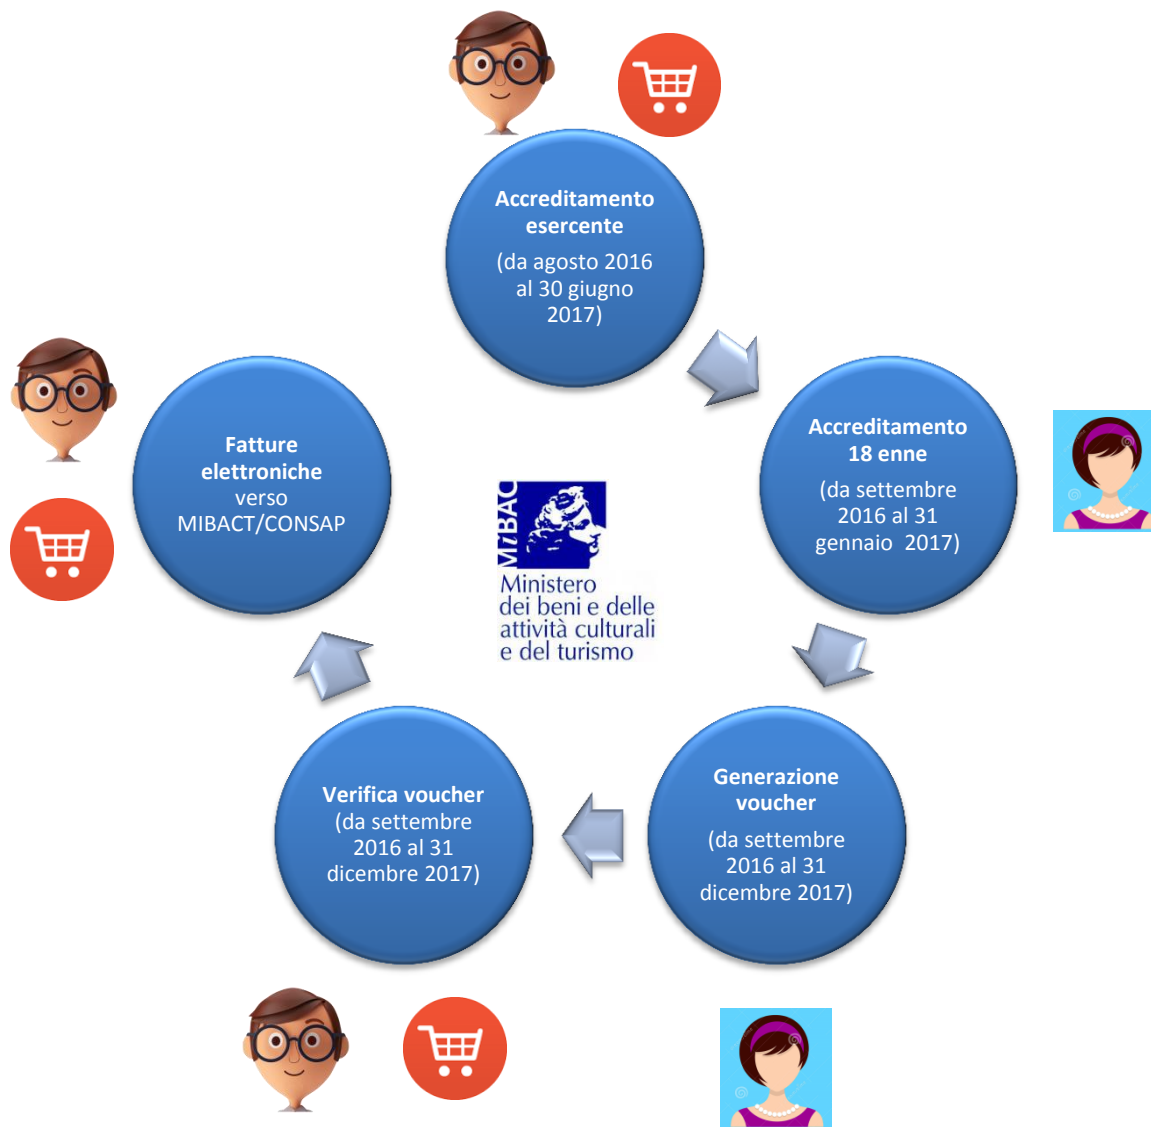 Accreditamento
esercente
(da agosto 2016
al 30 giugno
2017)
Accreditamento
18 enne
(da settembre
2016 al 31
gennaio 2017)
Generazione
voucher
(da settembre
2016 al 31
dicembre 2017)
Verifica voucher
(da settembre
2016 al 31
dicembre 2017)
Fatture
elettroniche
verso
MIBACT/CONSAP
MiBAC
Ministero
dei beni e delle
attività culturali
e del turismo